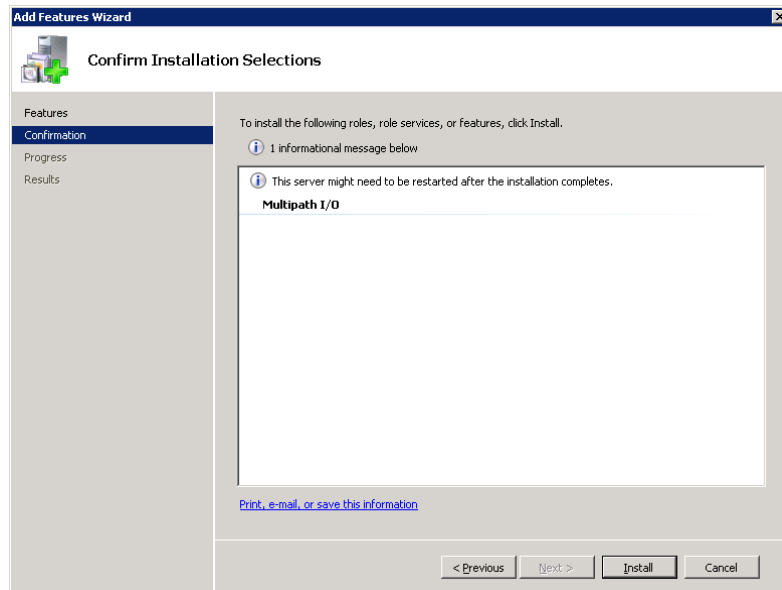 Add Features Wizard
Confirm Installation Selections
Features
Confirmation
Progress
Results
To install the following roles, role services, or features, click Install.
1 informational message below
This server might need to be restarted after the installation completes.
Multipath I/O
Print, e-mail, or save this information
< Previous
Next >
Install
Cancel